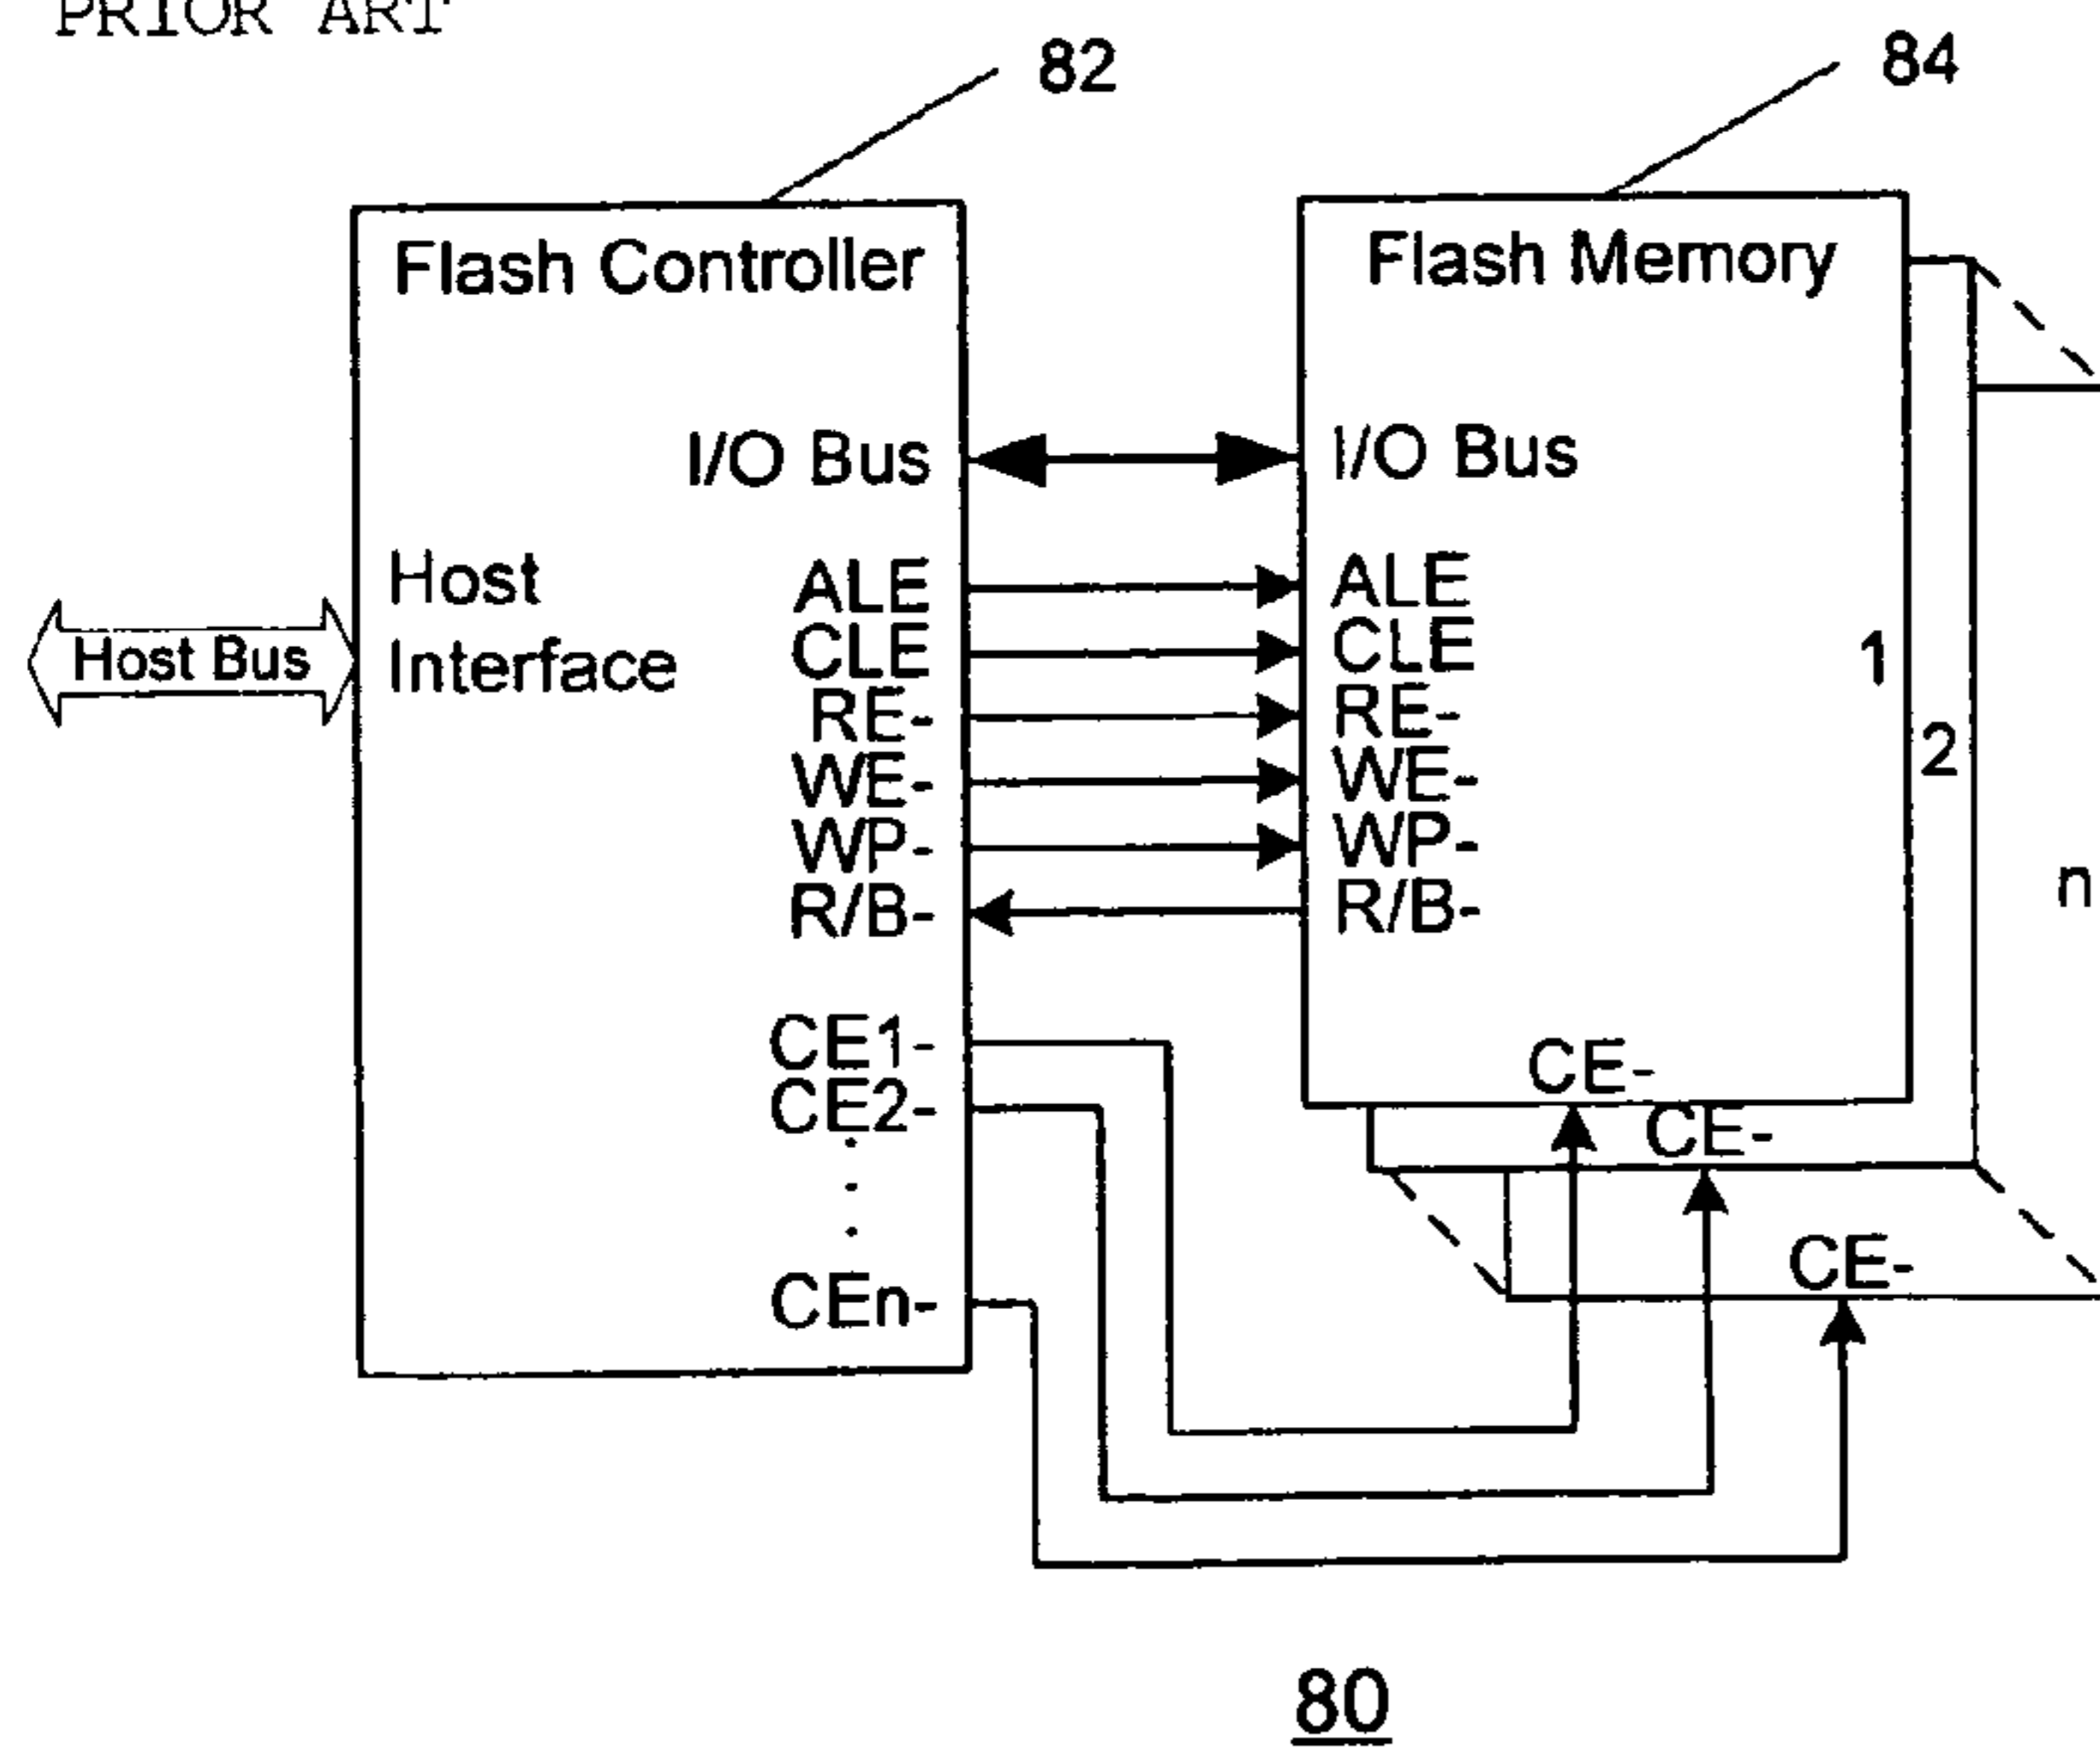 PRIOR ART
82
84
Flash Controller
Flash Memory
I/O Bus
I/O Bus
Host
Interface
Host Bus
ALE
CLE
RE-
WE-
WP-
R/B-
ALE
CLE
RE-
WE-
WP-
R/B-
1
2
n
CE1-
CE2-
CEn-
CE-
CE-
CE-
80